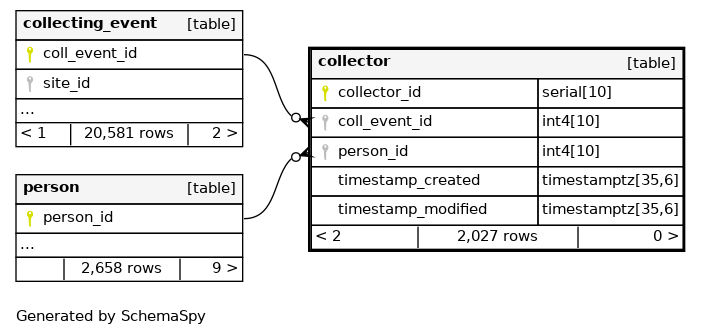 collecting_event [table]
coll_event_id
site_id
...
< 1 20,581 rows 2 >
person [table]
person_id
...
2,658 rows 9 >
collector [table]
collector_id serial[10]
coll_event_id int4[10]
person_id int4[10]
timestamp_created timestamptz[35,6]
timestamp_modified timestamptz[35,6]
< 2 2,027 rows 0 >
Generated by SchemaSpy